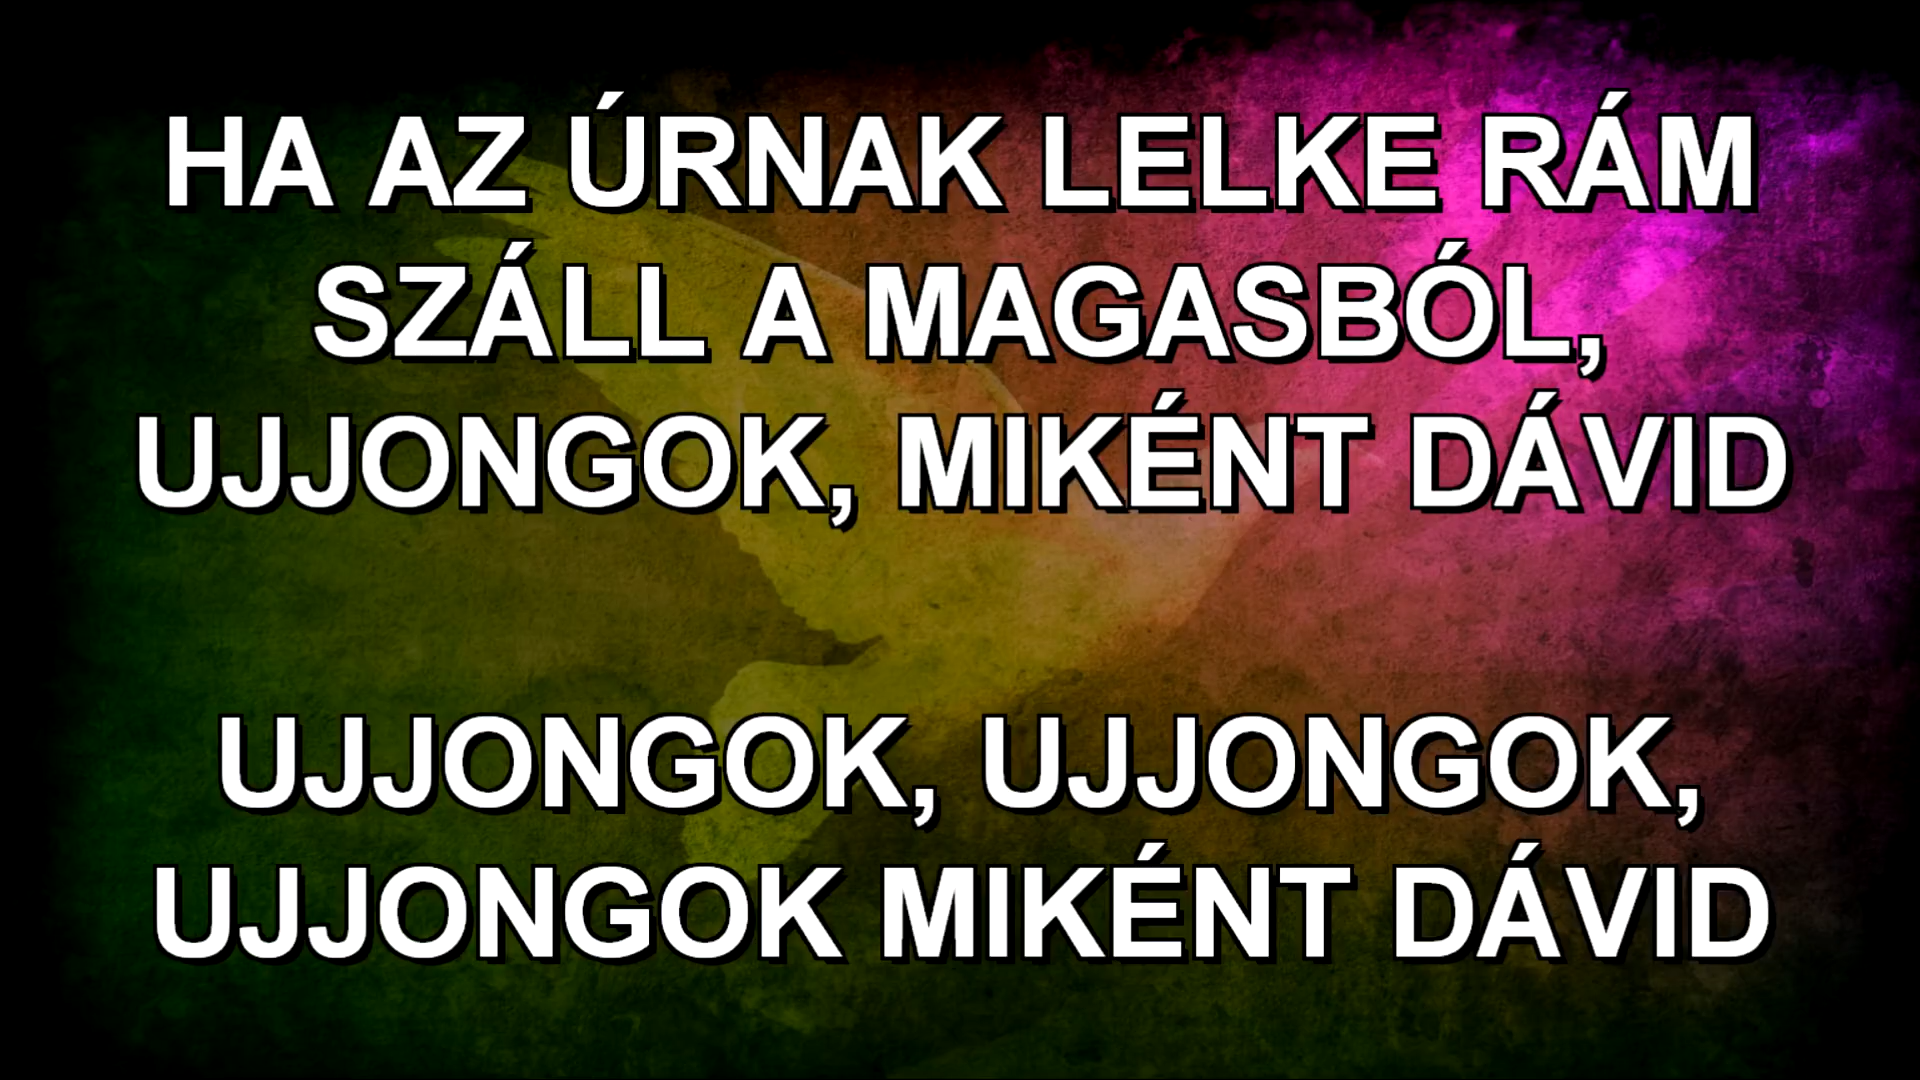 HA AZ ÚRNAK LELKE RÁM
SZÁLL A MAGASBÓL,
UJJONGOK, MIKÉNT DÁVID
UJJONGOK, UJJONGOK,
UJJONGOK MIKÉNT DÁVID